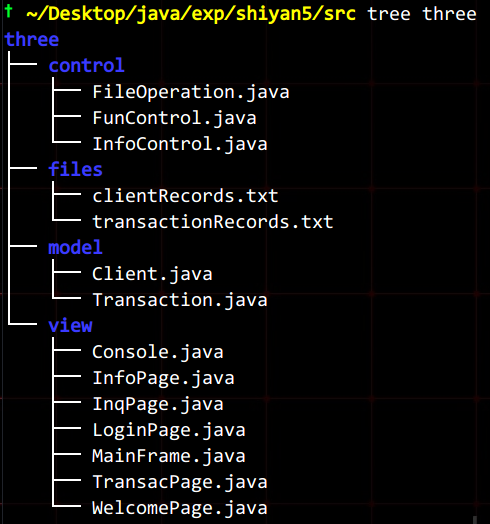 † ~/Desktop/java/exp/shiyan5/src tree three
three
control
FileOperation.java
FunControl.java
InfoControl.java
files
clientRecords.txt
transactionRecords.txt
model
Client.java
Transaction.java
view
Console.java
InfoPage.java
InqPage.java
LoginPage.java
MainFrame.java
TransacPage.java
WelcomePage.java